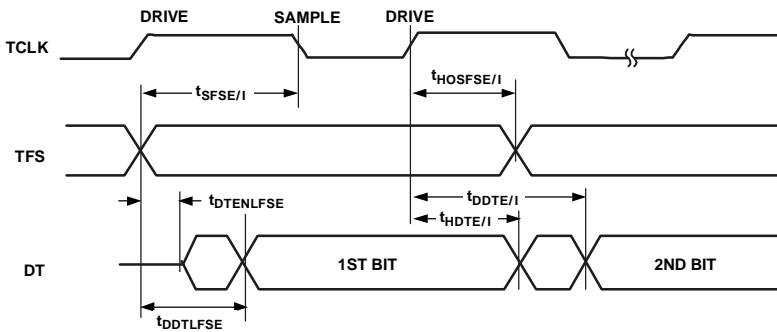 DRIVE SAMPLE DRIVE
TCLK
tSFSE/I
tHOSFSE/I
TFS
tDTENLFSE
tDDTE/I
tHDTE/I
DT
1ST BIT
2ND BIT
tDDTLFSE